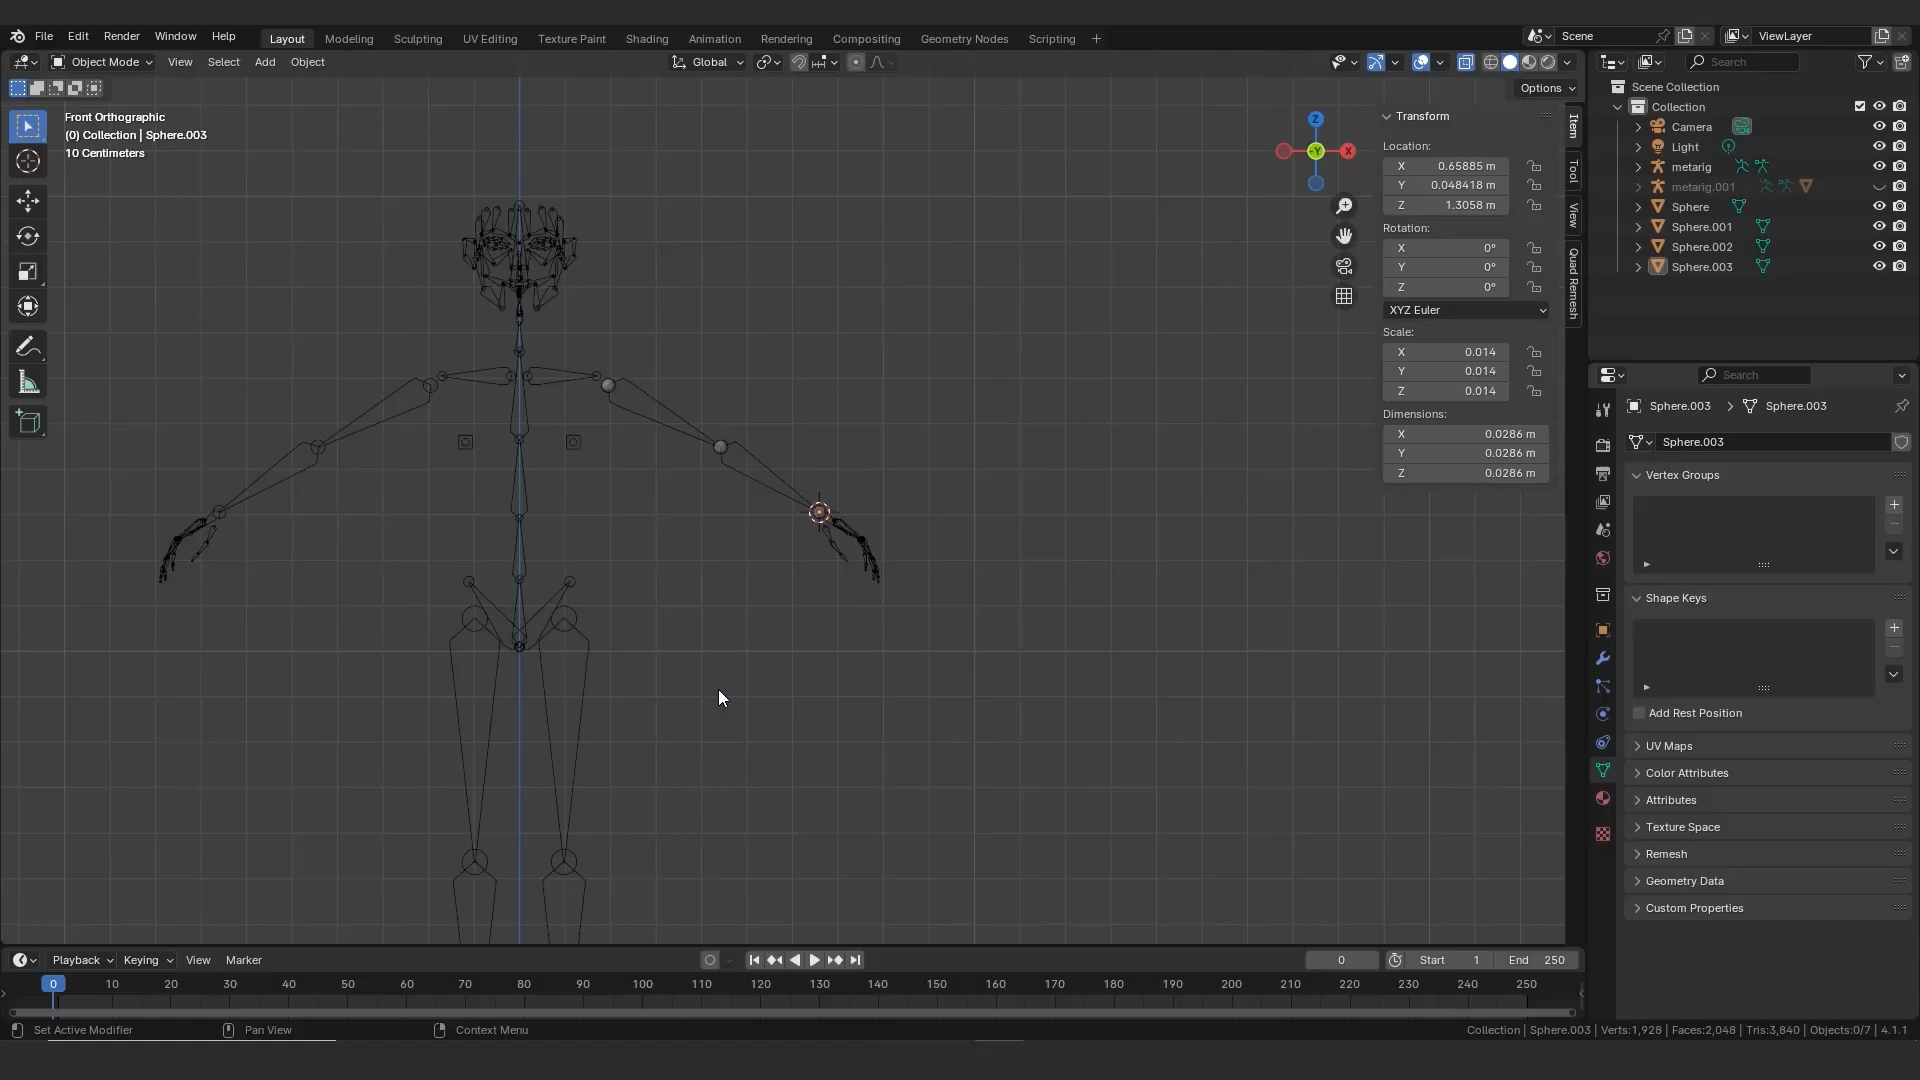 File Edit Render Window Help Layout Modeling Sculpting UV Editing Texture Paint Shading Animation Rendering Compositing Geometry Nodes Scripting + Scene ViewLayer
Object Mode View Select Add Object Global Search
Options
Front Orthographic
(0) Collection | Sphere.003
10 Centimeters
Z
-Y
X
Transform
Location:
X 0.65885 m
Y 0.048418 m
Z 1.3058 m
Rotation:
X 0°
Y 0°
Z 0°
XYZ Euler
Scale:
X 0.014
Y 0.014
Z 0.014
Dimensions:
X 0.0286 m
Y 0.0286 m
Z 0.0286 m
Item
Tool
View
Quad Remesh
Scene Collection
Collection
Camera
Light
metarig
metarig.001
Sphere
Sphere.001
Sphere.002
Sphere.003
Search
Sphere.003 Sphere.003
Sphere.003
Vertex Groups
Shape Keys
Add Rest Position
UV Maps
Color Attributes
Attributes
Texture Space
Remesh
Geometry Data
Custom Properties
Playback Keying View Marker 0 Start 1 End 250
0 10 20 30 40 50 60 70 80 90 100 110 120 130 140 150 160 170 180 190 200 210 220 230 240 250
Set Active Modifier Pan View Context Menu Collection | Sphere.003 | Verts:1,928 | Faces:2,048 | Tris:3,840 | Objects:0/7 | 4.1.1